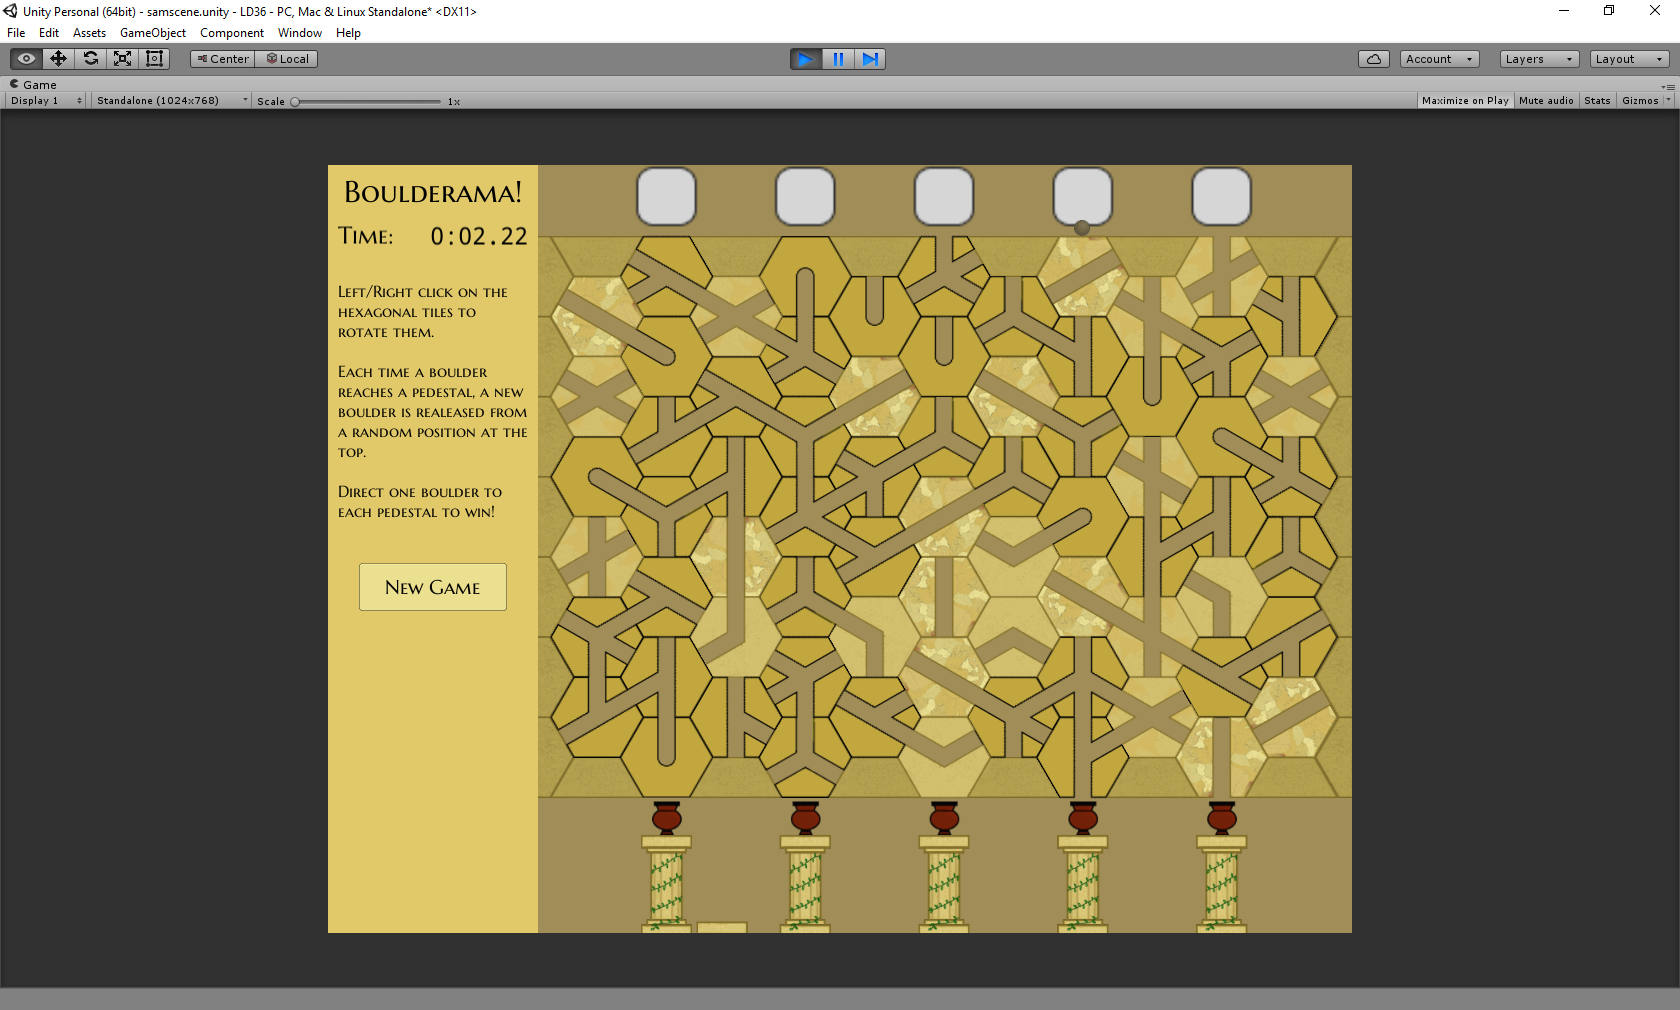 Unity Personal (64bit) - samscene.unity - LD36 - PC, Mac & Linux Standalone* <DX11>
File Edit Assets GameObject Component Window Help
Center Local Account Layers Layout
Game
Display 1 Standalone (1024x768) Scale 1x Maximize on Play Mute audio Stats Gizmos
Boulderama!
Time: 0:02.22
Left/Right click on the
hexagonal tiles to
rotate them.
Each time a boulder
reaches a pedestal, a new
boulder is realeased from
a random position at the
top.
Direct one boulder to
each pedestal to win!
New Game